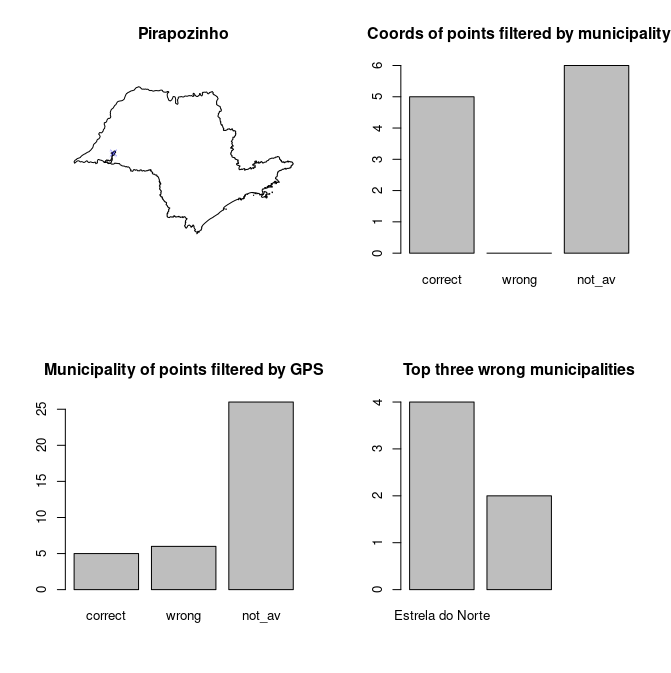 Pirapozinho
Coords of points filtered by municipality
6
5
4
3
2
1
0
correct wrong not_av
Municipality of points filtered by GPS
25
20
15
10
5
0
correct wrong not_av
Top three wrong municipalities
4
3
2
1
0
Estrela do Norte